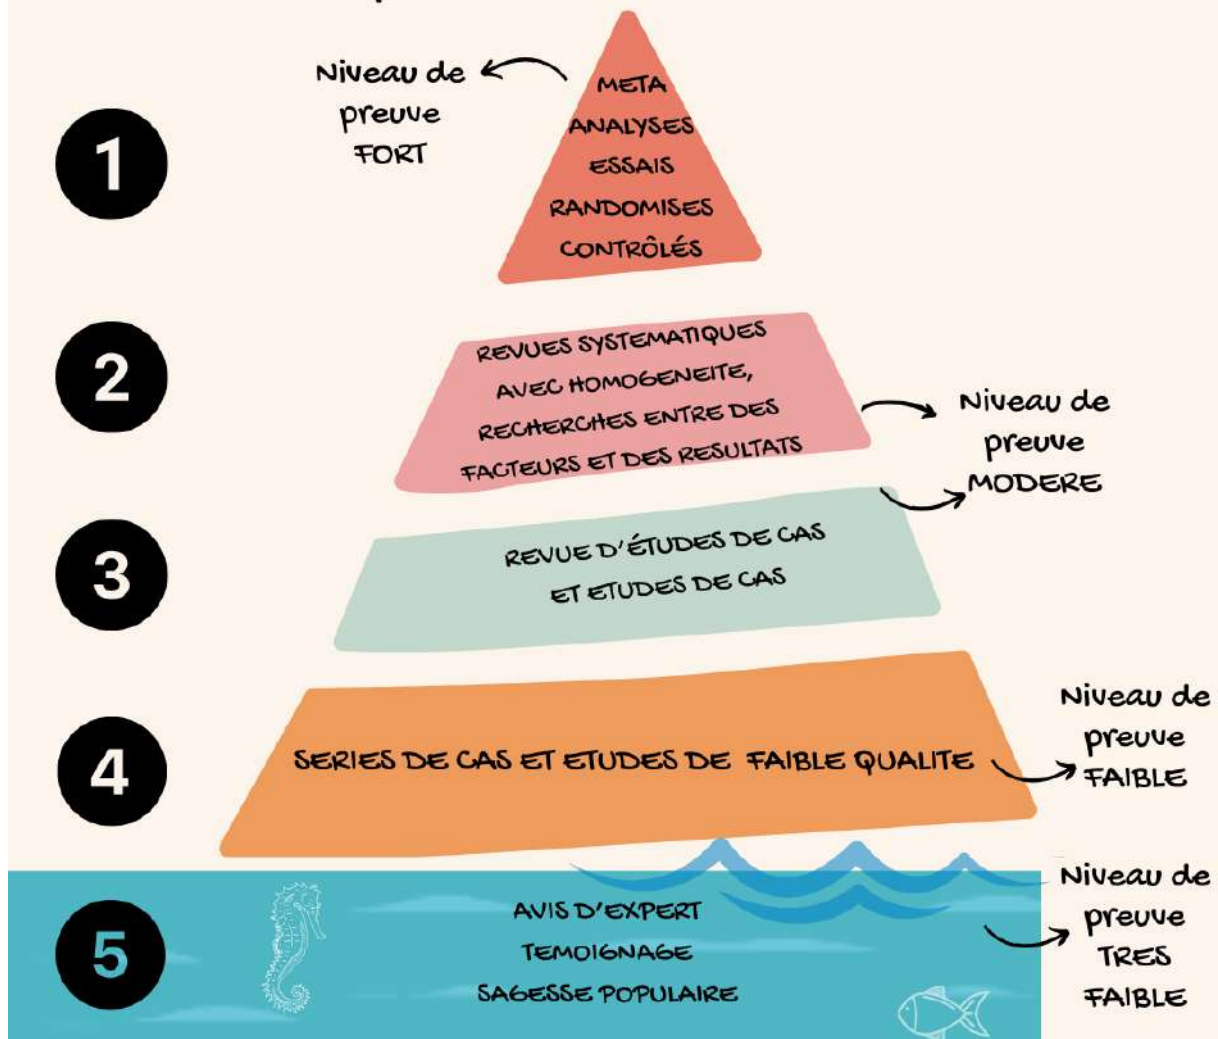 Niveau de
preuve
FORT
1
META
ANALYSES
ESSAIS
RANDOMISES
CONTRÔLÉS
2
REVUES SYSTEMATIQUES
AVEC HOMOGENEITE,
RECHERCHES ENTRE DES
FACTEURS ET DES RESULTATS
Niveau de
preuve
MODERE
3
REVUE D'ÉTUDES DE CAS
ET ETUDES DE CAS
4
SERIES DE CAS ET ETUDES DE FAIBLE QUALITE
Niveau de
preuve
FAIBLE
5
AVIS D'EXPERT
TEMOIGNAGE
SAGESSE POPULAIRE
Niveau de
preuve
TRES
FAIBLE